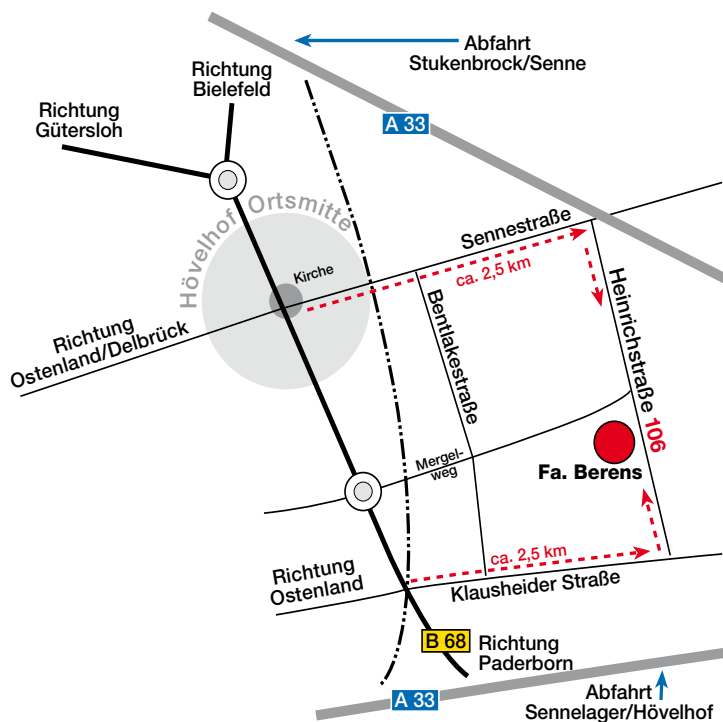 Abfahrt
Stukenbrock/Senne
Richtung
Bielefeld
Richtung
Gütersloh
A 33
Hövelhof Ortsmitte
Sennestraße
Kirche
ca. 2,5 km
Richtung
Ostenland/Delbrück
Bentlakestraße
Heinrichstraße 106
Mergel-
weg
Fa. Berens
ca. 2,5 km
Richtung
Ostenland
Klausheider Straße
B 68
Richtung
Paderborn
A 33
Abfahrt
Sennelager/Hövelhof